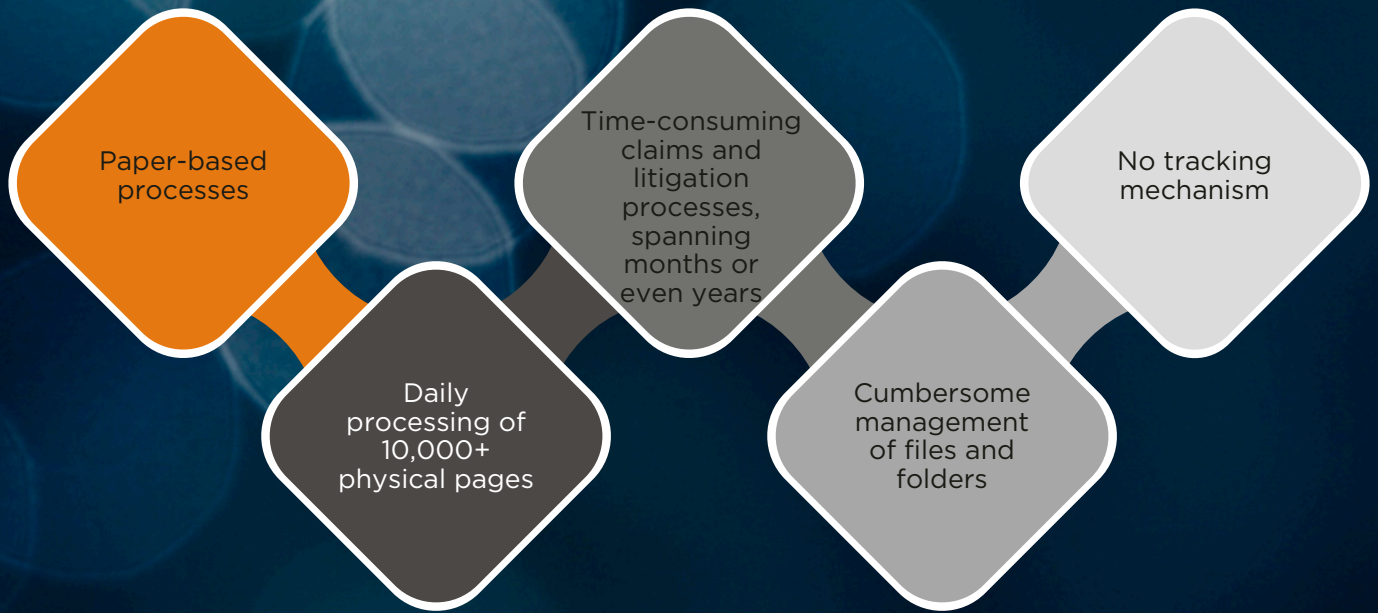 Paper-based
processes
Daily
processing of
10,000+
physical pages
Time-consuming
claims and
litigation
processes,
spanning
months or
even years
Cumbersome
management
of files and
folders
No tracking
mechanism